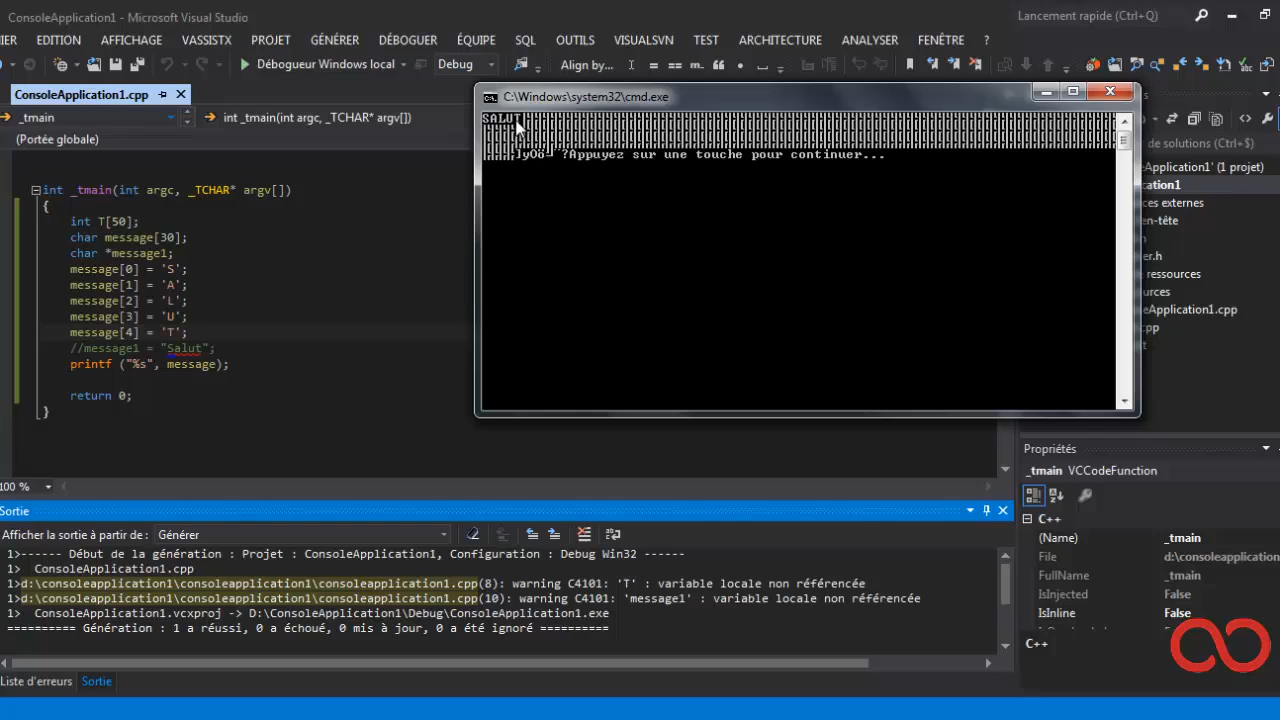 ConsoleApplication1 - Microsoft Visual Studio
Lancement rapide (Ctrl+Q)
IER EDITION AFFICHAGE VASSISTX PROJET GÉNÉRER DÉBOGUER ÉQUIPE SQL OUTILS VISUALSVN TEST ARCHITECTURE ANALYSER FENÊTRE ?
Débogueur Windows local
Debug
Align by...
ConsoleApplication1.cpp
_tmain
int _tmain(int argc, _TCHAR* argv[])
(Portée globale)
int _tmain(int argc, _TCHAR* argv[])
{
int T[50];
char message[30];
char *message1;
message[0] = 'S';
message[1] = 'A';
message[2] = 'L';
message[3] = 'U';
message[4] = 'T';
//message1 = "Salut";
printf ("%s", message);
return 0;
}
C:\Windows\system32\cmd.exe
SALUT
?Appuyez sur une touche pour continuer...
de solutions (Ctrl+$)
eApplication1' (1 projet)
cation1
ces externes
en-tête
n
m.h
e ressources
urces
onsoleApplication1.cpp
.cpp
t
100 %
Sortie
Afficher la sortie à partir de : Générer
1>------ Début de la génération : Projet : ConsoleApplication1, Configuration : Debug Win32 ------
1> ConsoleApplication1.cpp
1>d:\consoleapplication1\consoleapplication1\consoleapplication1.cpp(8): warning C4101: 'T' : variable locale non référencée
1>d:\consoleapplication1\consoleapplication1\consoleapplication1.cpp(10): warning C4101: 'message1' : variable locale non référencée
1> ConsoleApplication1.vcxproj -> D:\ConsoleApplication1\Debug\ConsoleApplication1.exe
========== Génération : 1 a réussi, 0 a échoué, 0 mis à jour, 0 a été ignoré ==========
Liste d'erreurs Sortie
Propriétés
_tmain VCCodeFunction
C++
(Name) _tmain
File d:\consoleapplication
FullName _tmain
IsInjected False
IsInline False
C++